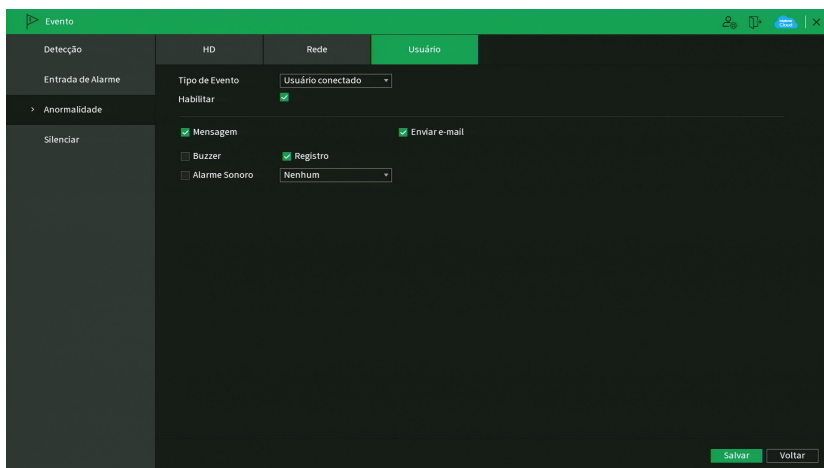 Evento
Cloud
Detecção
Entrada de Alarme
Anormalidade
Silenciar
HD
Rede
Usuário
Tipo de Evento
Usuário conectado
Habilitar
Mensagem
Enviar e-mail
Buzzer
Registro
Alarme Sonoro
Nenhum
Salvar
Voltar